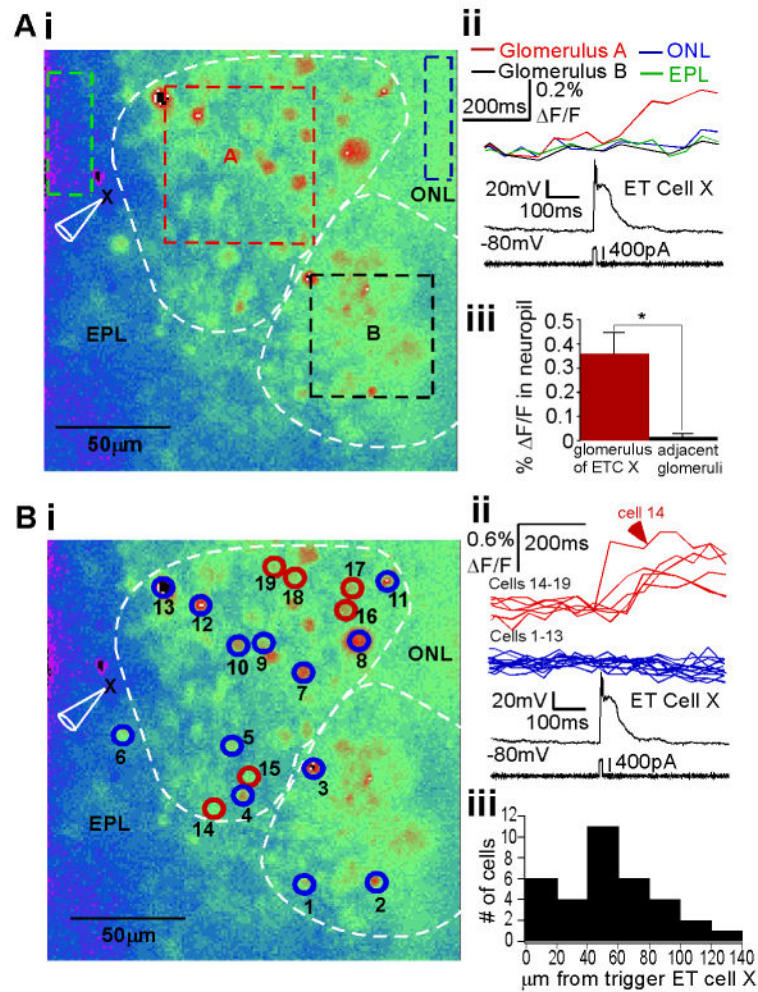 A i
A
X
ONL
EPL
B
50µm
ii
Glomerulus A
ONL
Glomerulus B
EPL
0.2%
ΔF/F
200ms
20mV
100ms
ET Cell X
-80mV
400pA
iii
% ΔF/F in neuropil
0.5
0.4
0.3
0.2
0.1
0
*
glomerulus
of ETC X
adjacent
glomeruli
B i
19
18
17
16
11
13
12
10
9
8
7
ONL
X
6
5
15
4
3
14
EPL
1
2
50µm
ii
cell 14
0.6%
ΔF/F
200ms
Cells 14-19
Cells 1-13
20mV
100ms
ET Cell X
-80mV
400pA
iii
# of cells
12
10
8
6
4
2
0
0 20 40 60 80 100 120 140
µm from trigger ET cell X